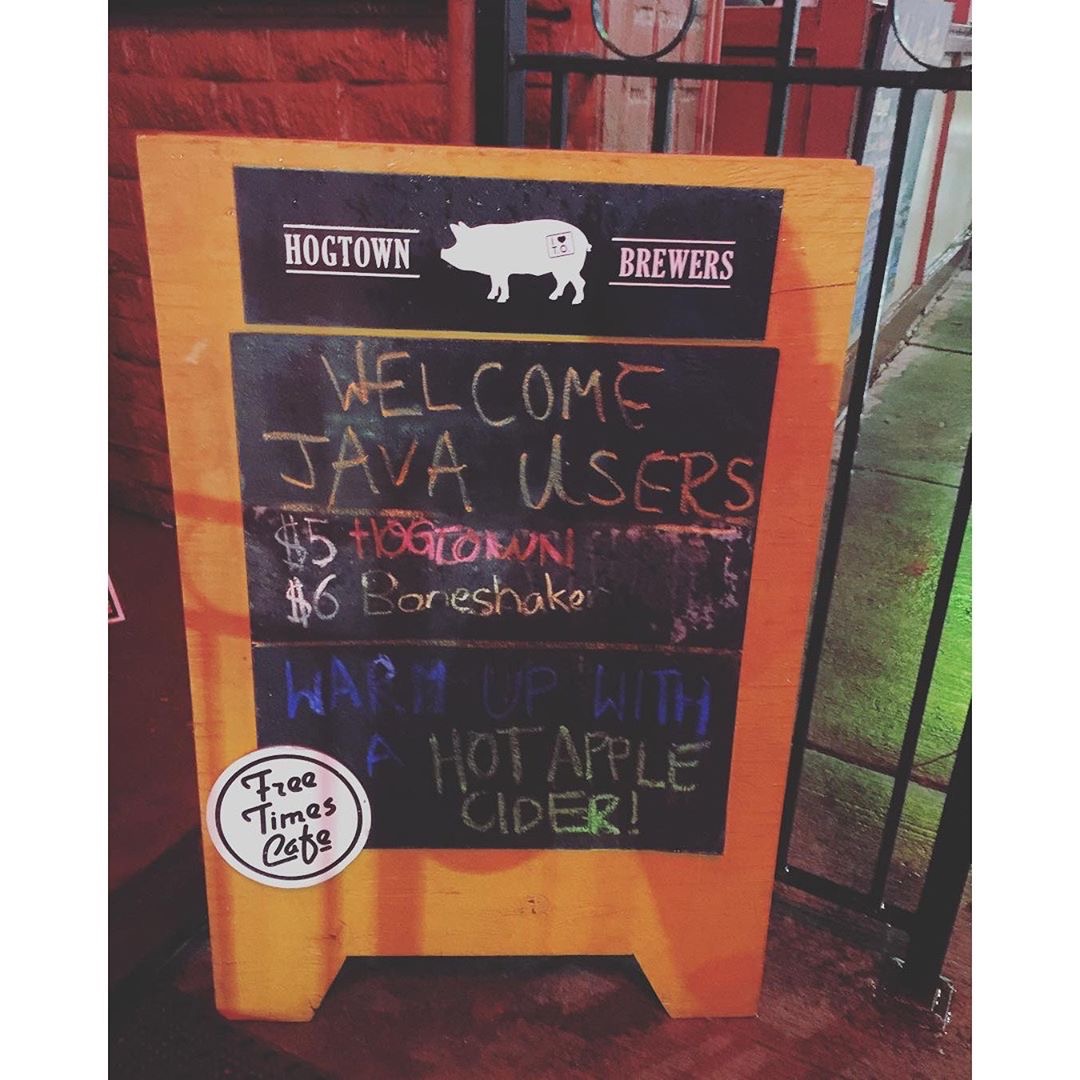 HOGTOWN
I ♥
T.O.
BREWERS
WELCOME
JAVA USERS
$5 HOGTOWN
$6 Boneshaker
WARM UP WITH
A HOT APPLE
CIDER!
Free
Times
Cafe